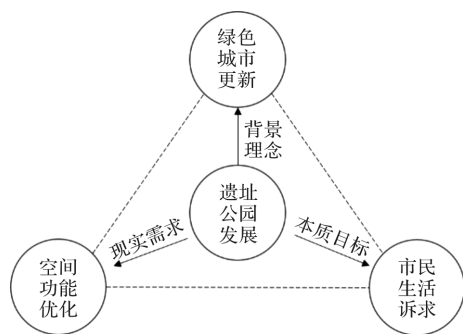 绿色
城市
更新
背景
理念
遗址
公园
发展
现实需求
本质目标
空间
功能
优化
市民
生活
诉求